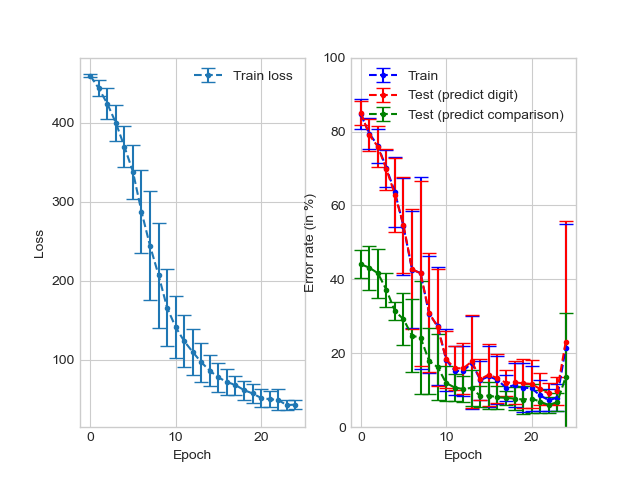 Train loss
400
300
200
100
0
10
20
Loss
Epoch
Train
Test (predict digit)
Test (predict comparison)
100
80
60
40
20
0
0
10
20
Error rate (in %)
Epoch